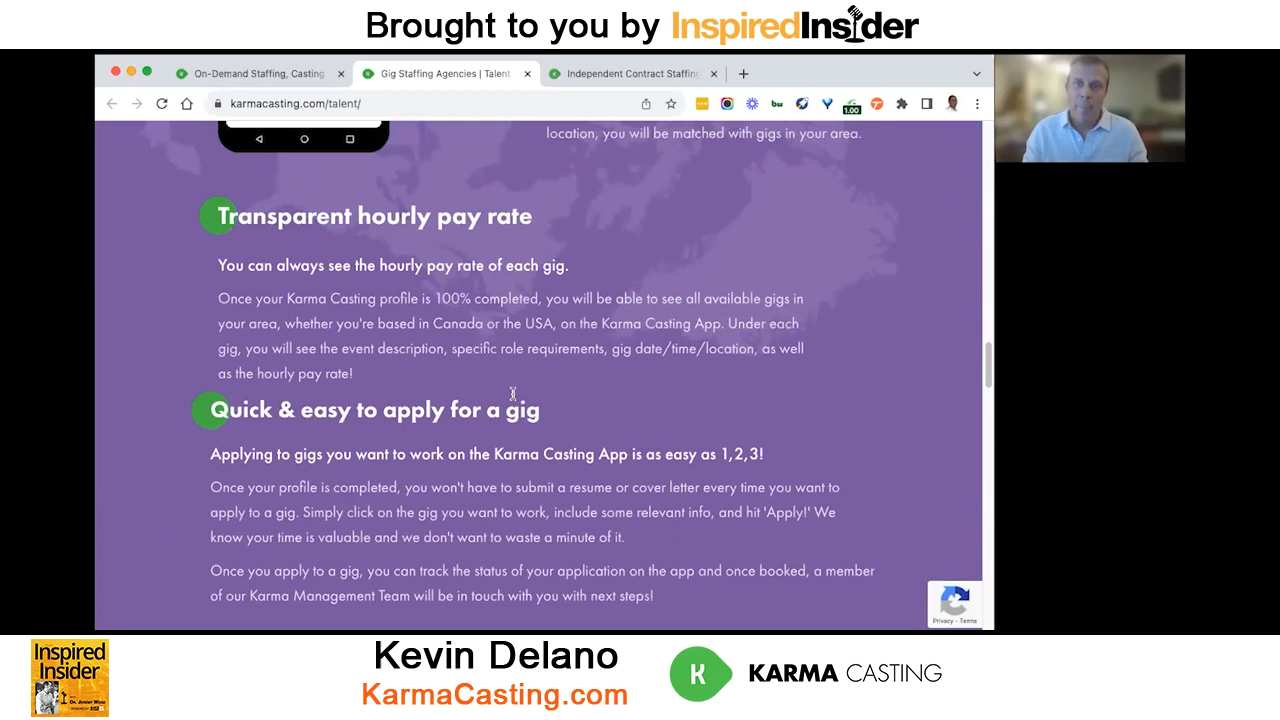 Brought to you by InspiredInsider
On-Demand Staffing, Casting
Gig Staffing Agencies | Talent
Independent Contract Staffin
karmacasting.com/talent/
1.00
location, you will be matched with gigs in your area.
Transparent hourly pay rate
You can always see the hourly pay rate of each gig.
Once your Karma Casting profile is 100% completed, you will be able to see all available gigs in
your area, whether you're based in Canada or the USA, on the Karma Casting App. Under each
gig, you will see the event description, specific role requirements, gig date/time/location, as well
as the hourly pay rate!
Quick & easy to apply for a gig
Applying to gigs you want to work on the Karma Casting App is as easy as 1,2,3!
Once your profile is completed, you won't have to submit a resume or cover letter every time you want to
apply to a gig. Simply click on the gig you want to work, include some relevant info, and hit 'Apply!' We
know your time is valuable and we don't want to waste a minute of it.
Once you apply to a gig, you can track the status of your application on the app and once booked, a member
of our Karma Management Team will be in touch with you with next steps!
Privacy - Terms
Inspired
Insider
Kevin Delano
KarmaCasting.com
K
KARMA CASTING